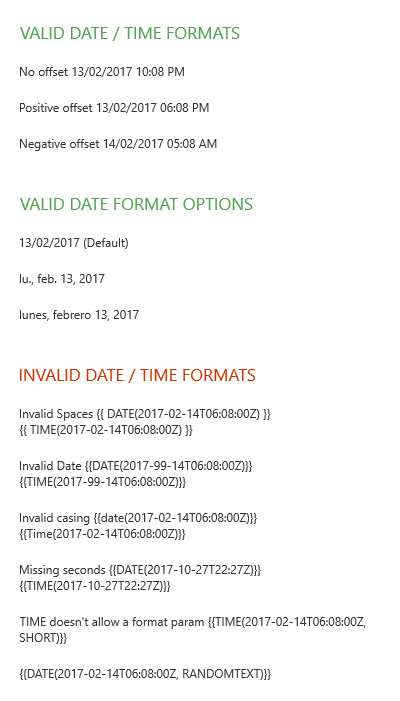 VALID DATE / TIME FORMATS
No offset 13/02/2017 10:08 PM
Positive offset 13/02/2017 06:08 PM
Negative offset 14/02/2017 05:08 AM
VALID DATE FORMAT OPTIONS
13/02/2017 (Default)
lu., feb. 13, 2017
lunes, febrero 13, 2017
INVALID DATE / TIME FORMATS
Invalid Spaces {{ DATE(2017-02-14T06:08:00Z) }}
{{ TIME(2017-02-14T06:08:00Z) }}
Invalid Date {{DATE(2017-99-14T06:08:00Z)}}
{{TIME(2017-99-14T06:08:00Z)}}
Invalid casing {{date(2017-02-14T06:08:00Z)}}
{{Time(2017-02-14T06:08:00Z)}}
Missing seconds {{DATE(2017-10-27T22:27Z)}}
{{TIME(2017-10-27T22:27Z)}}
TIME doesn't allow a format param {{TIME(2017-02-14T06:08:00Z,
SHORT)}}
{{DATE(2017-02-14T06:08:00Z, RANDOMTEXT)}}